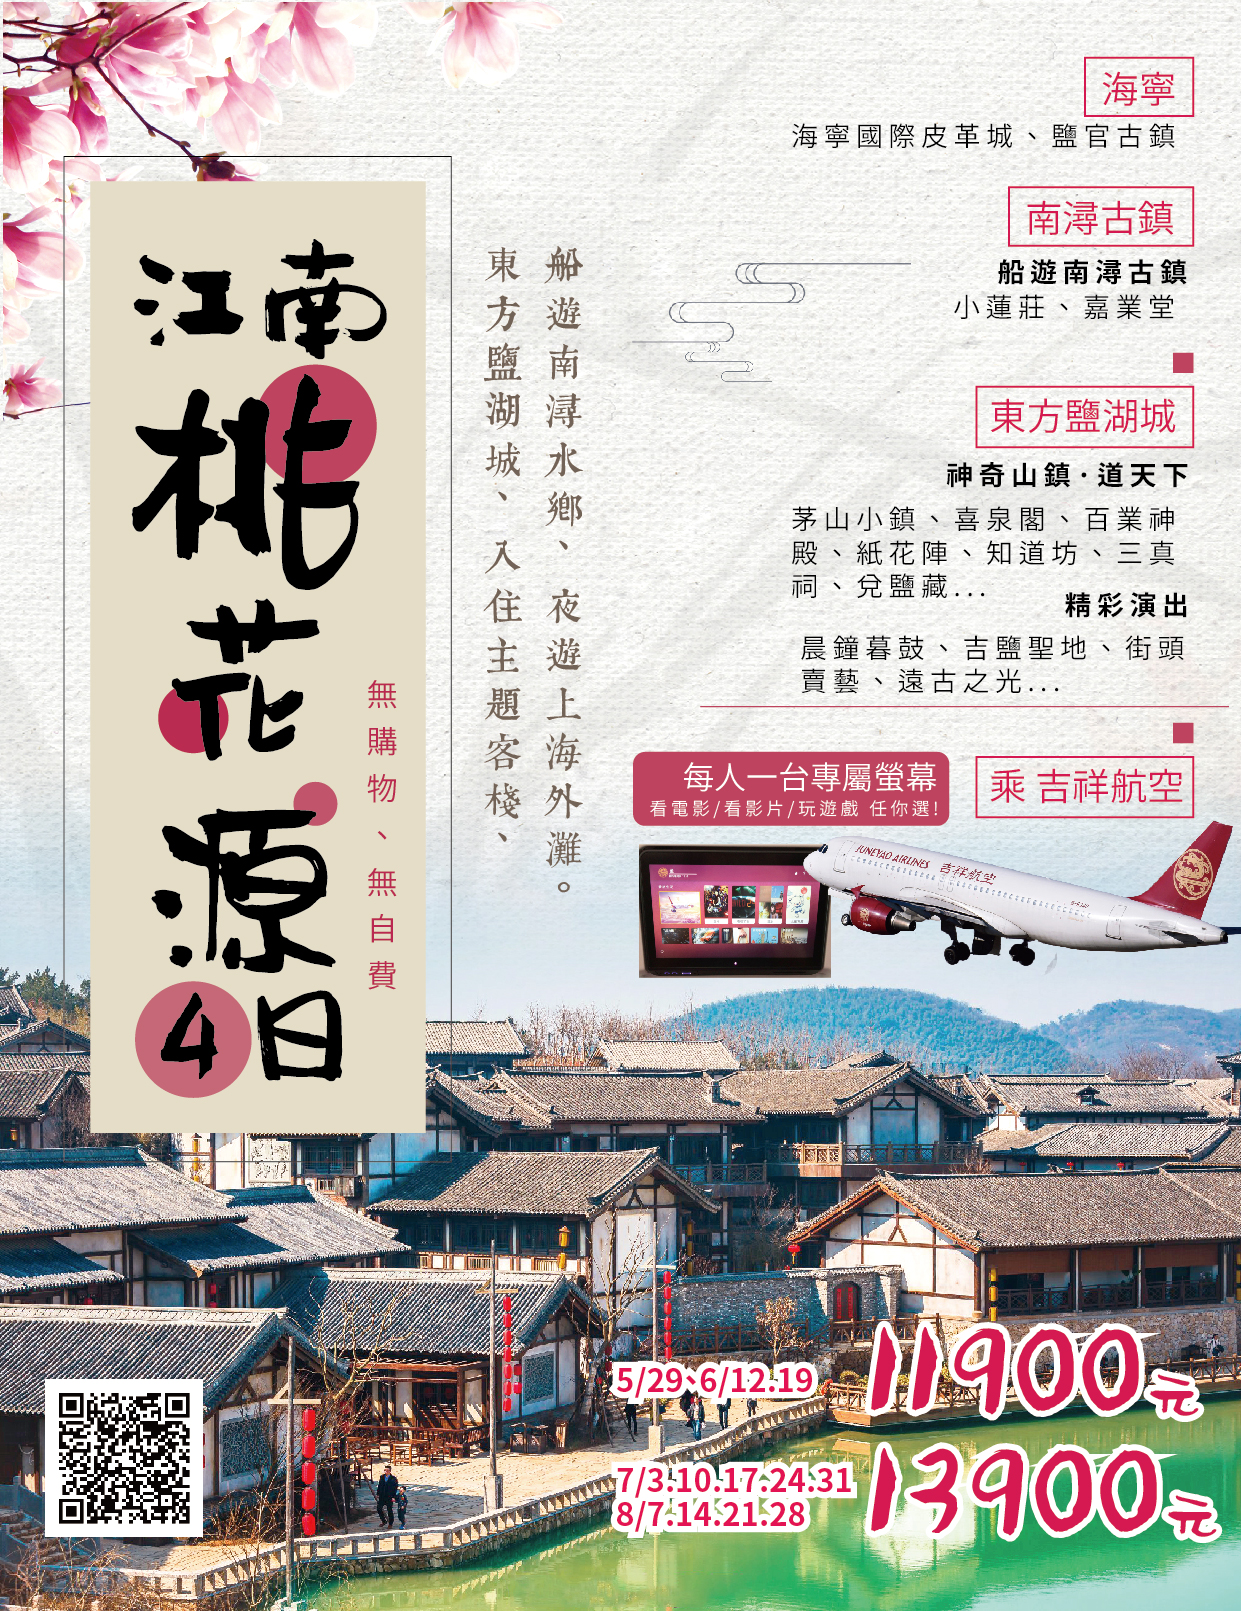 江南
桃
花
源
4日
無購物、無自費
船遊南潯水鄉、夜遊上海外灘。
東方鹽湖城、入住主題客棧、
海寧
海寧國際皮革城、鹽官古鎮
南潯古鎮
船遊南潯古鎮
小蓮莊、嘉業堂
東方鹽湖城
神奇山鎮·道天下
茅山小鎮、喜泉閣、百業神
殿、紙花陣、知道坊、三真
祠、兌鹽藏...
精彩演出
晨鐘暮鼓、吉鹽聖地、街頭
賣藝、遠古之光...
每人一台專屬螢幕
看電影/看影片/玩遊戲 任你選!
乘 吉祥航空
JUNEYAO AIRLINES 吉祥航空
5/29、6/12.19
11900元
7/3.10.17.24.31
8/7.14.21.28
13900元